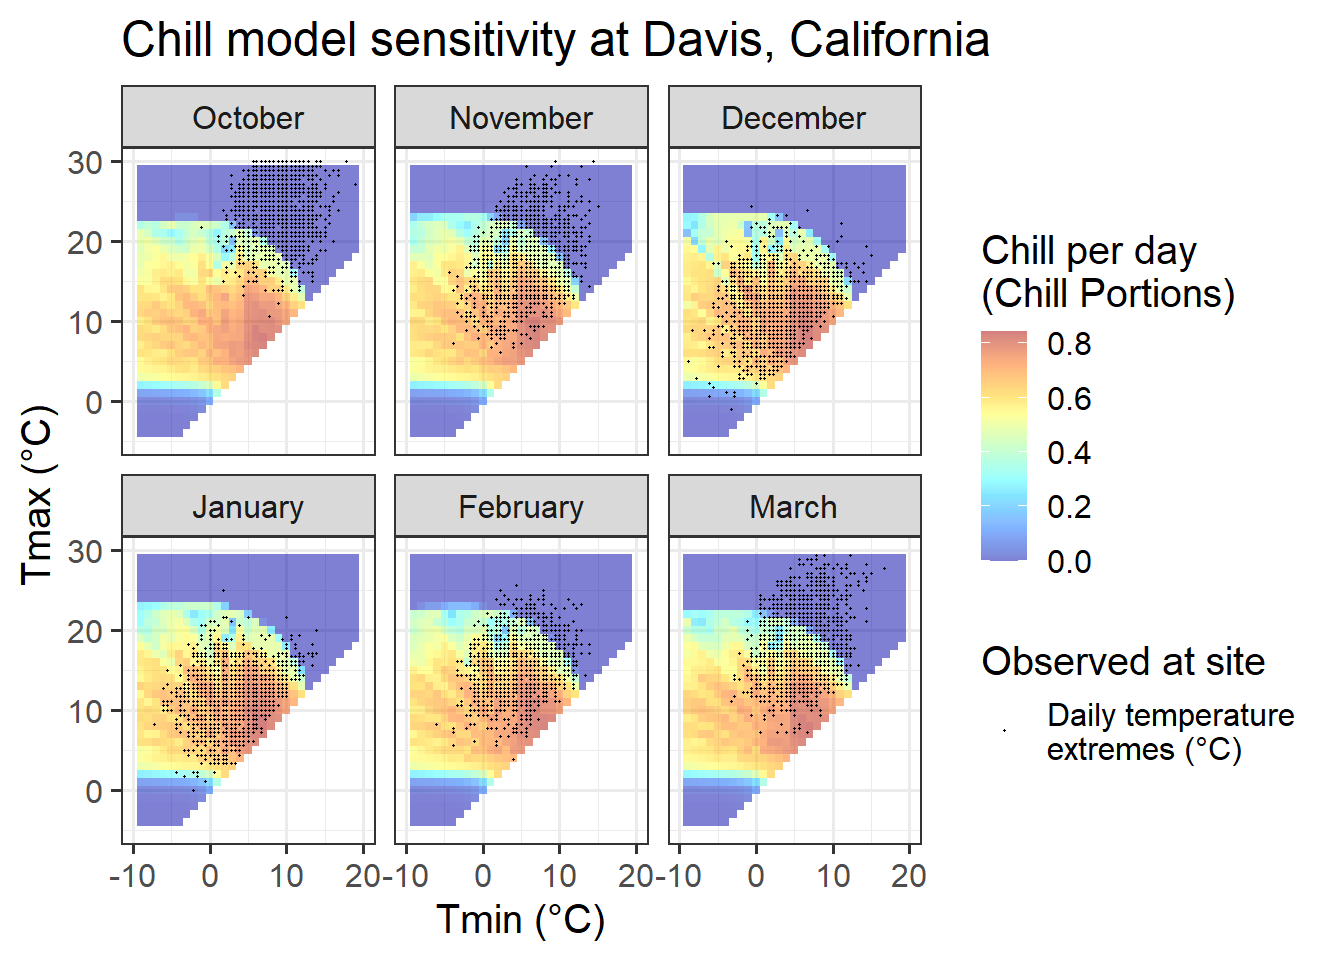 Chill model sensitivity at Davis, California
October
November
December
30
20
10
0
January
February
March
30
20
10
0
-10 0 10 20
-10 0 10 20
-10 0 10 20
Tmin (°C)
Tmax (°C)
Chill per day
(Chill Portions)
0.8
0.6
0.4
0.2
0.0
Observed at site
Daily temperature
extremes (°C)